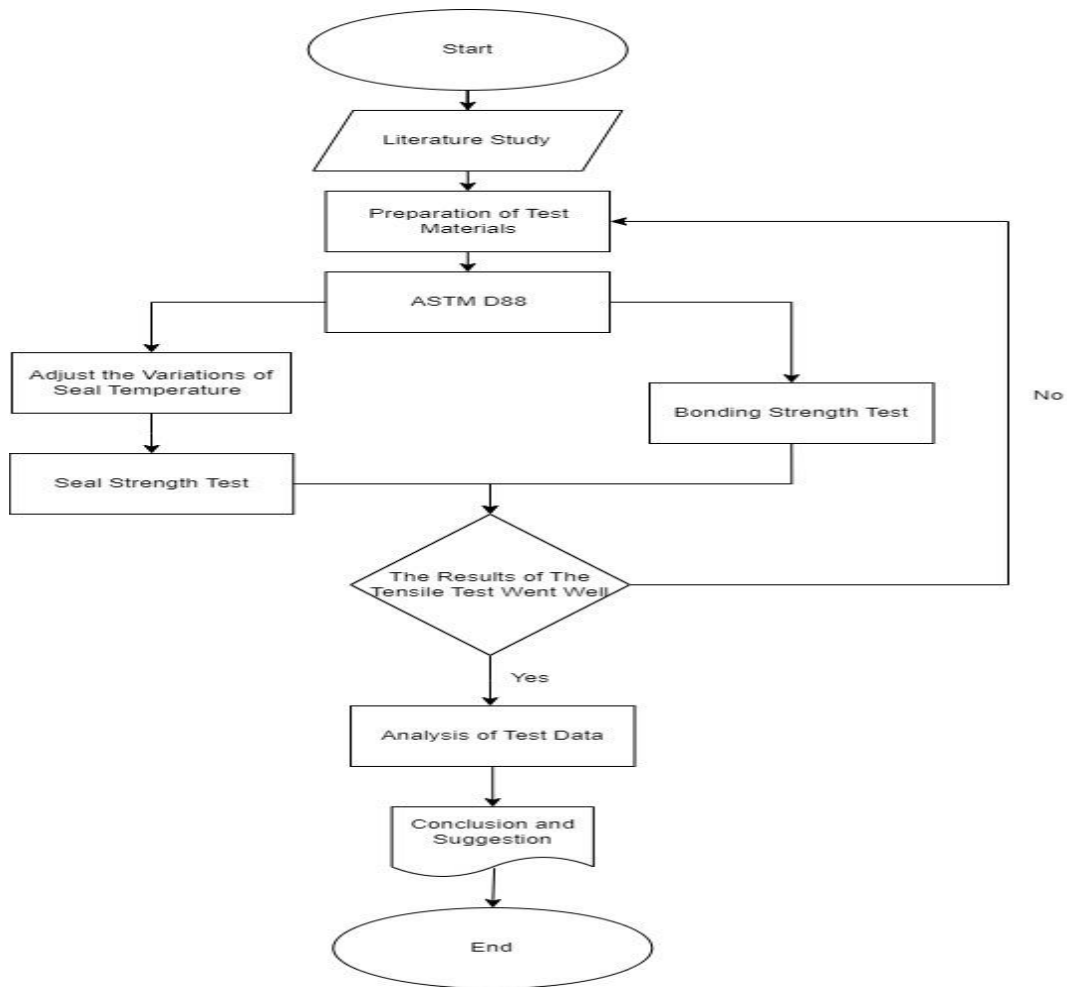 Start
Literature Study
Preparation of Test
Materials
ASTM D88
Adjust the Variations of
Seal Temperature
Bonding Strength Test
No
Seal Strength Test
The Results of The
Tensile Test Went Well
Yes
Analysis of Test Data
Conclusion and
Suggestion
End